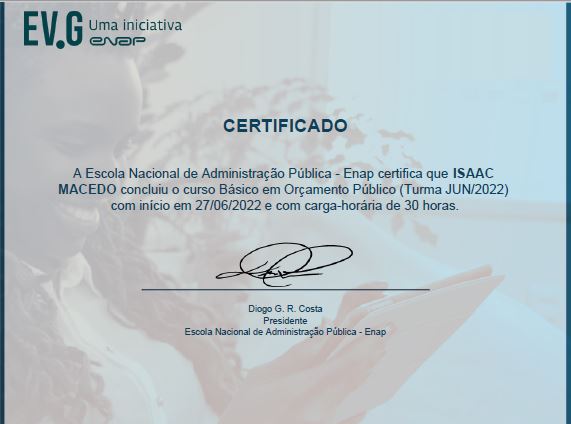 EV.G Uma iniciativa
enap
CERTIFICADO
A Escola Nacional de Administração Pública - Enap certifica que ISAAC
MACEDO concluiu o curso Básico em Orçamento Público (Turma JUN/2022)
com início em 27/06/2022 e com carga-horária de 30 horas.
Diogo G. R. Costa
Presidente
Escola Nacional de Administração Pública - Enap